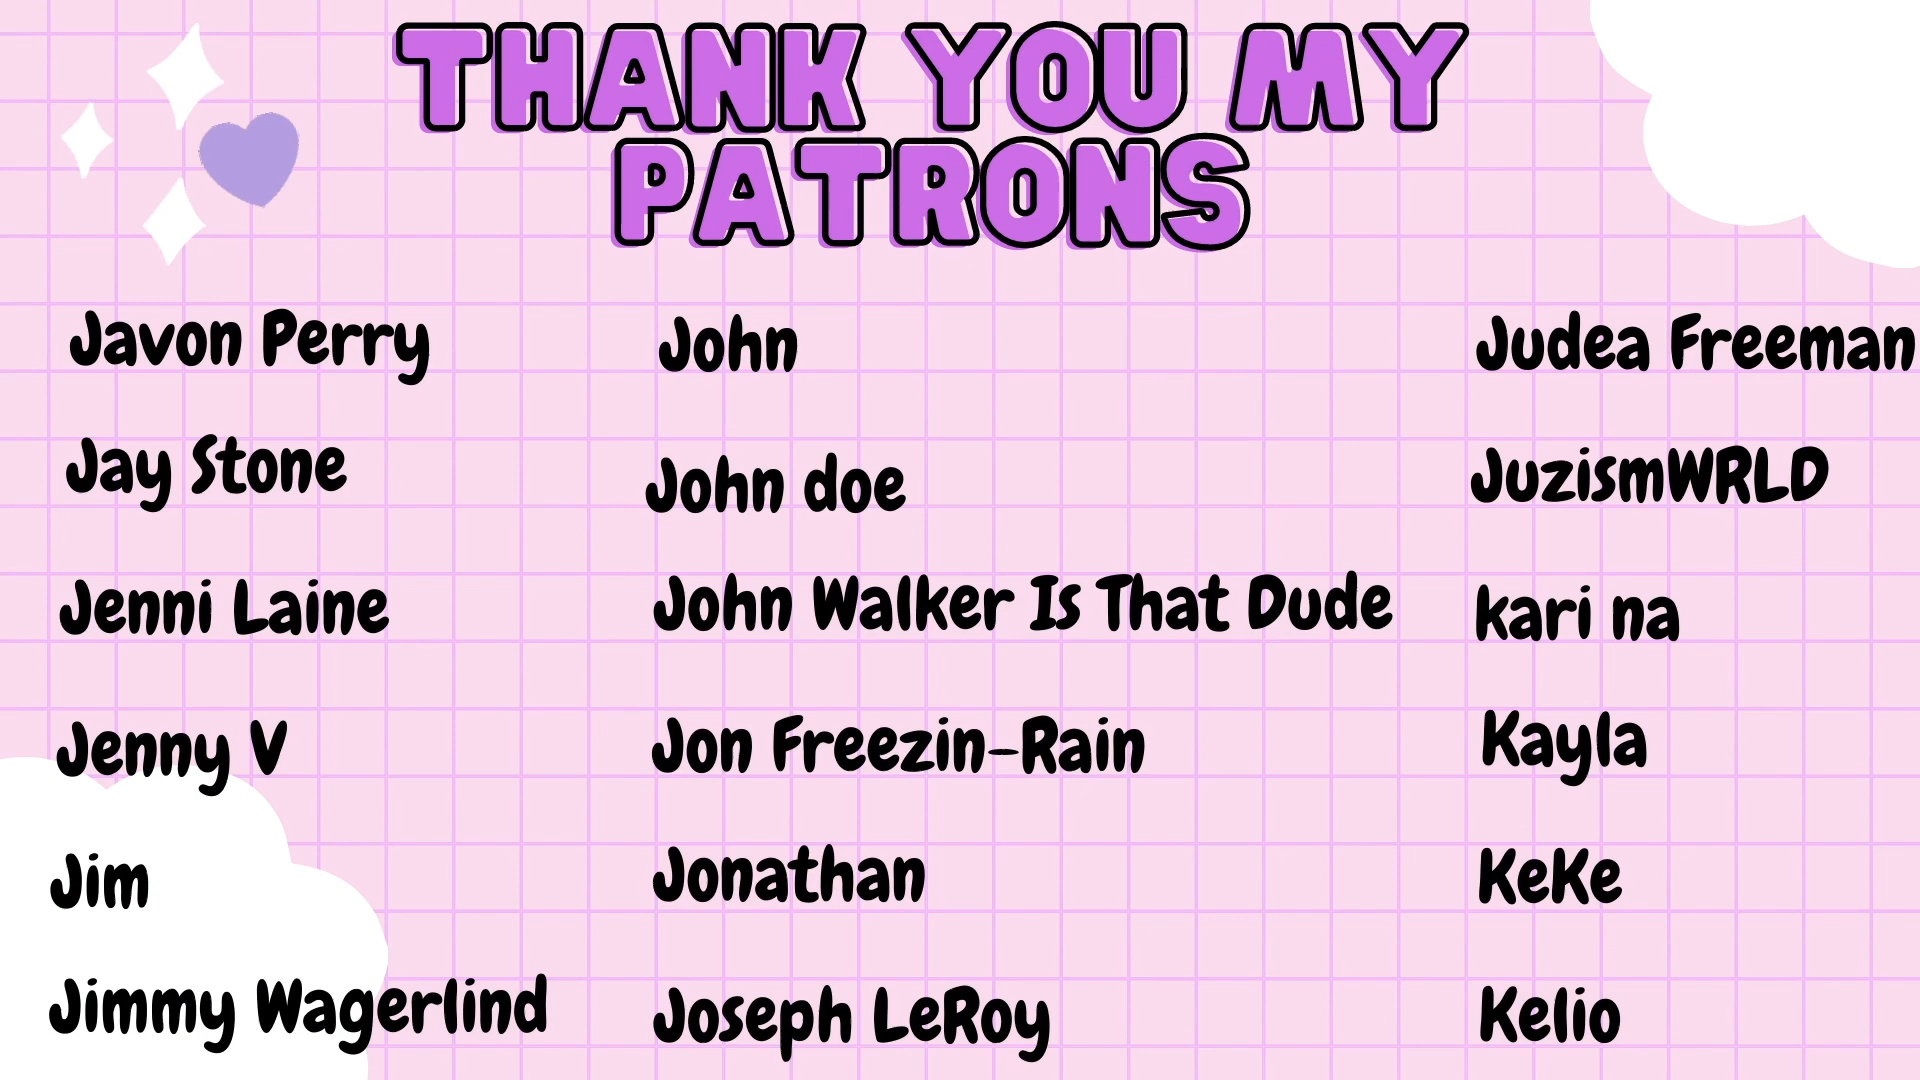 THANK YOU MY
PATRONS
Javon Perry
Jay Stone
Jenni Laine
Jenny V
Jim
Jimmy Wagerlind
John
John doe
John Walker Is That Dude
Jon Freezin-Rain
Jonathan
Joseph LeRoy
Judea Freeman
JuzismWRLD
kari na
Kayla
KeKe
Kelio